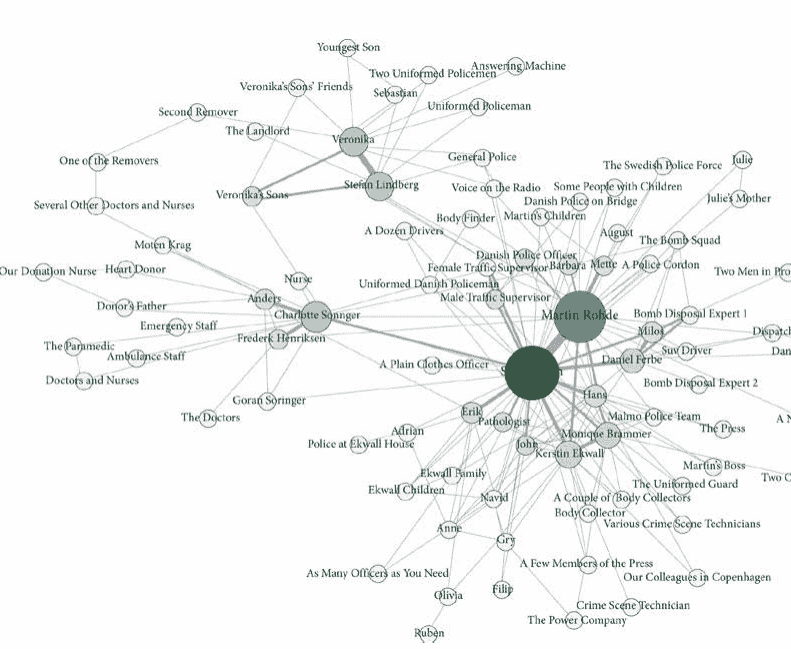 Youngest Son
Answering Machine
Two Uniformed Policemen
Veronika's Sons' Friends
Sebastian
Uniformed Policeman
Second Remover
The Landlord
Veronika
General Police
One of the Removers
The Swedish Police Force
Julie
Stefan Lindberg
Voice on the Radio
Some People with Children
Veronika's Sons
Danish Police on Bridge
Julie's Mother
Several Other Doctors and Nurses
Body Finder
Martin's Children
A Dozen Drivers
August
The Bomb Squad
Moten Krag
Danish Police Officer
Female Traffic Supervisor
Barbara
Mette
A Police Cordon
Our Donation Nurse
Heart Donor
Two Men in Pro
Nurse
Uniformed Danish Policeman
Anders
Male Traffic Supervisor
Donor's Father
Charlotte Sönnger
Martin Rohde
Bomb Disposal Expert 1
Emergency Staff
Milos
Dispatch
Frederk Henriksen
The Paramedic
Ambulance Staff
Suv Driver
Dan
Daniel Ferbe
A Plain Clothes Officer
Doctors and Nurses
Bomb Disposal Expert 2
Hans
Goran Soringer
Erik
The Doctors
Pathologist
Malmo Police Team
A N
Adrian
The Press
Monique Brammer
Police at Ekwall House
John
Kerstin Ekwall
Martin's Boss
Ekwall Family
Two C
The Uniformed Guard
Ekwall Children
Navid
A Couple of Body Collectors
Body Collector
Various Crime Scene Technicians
Anne
Gry
A Few Members of the Press
As Many Officers as You Need
Our Colleagues in Copenhagen
Filip
Olivia
Crime Scene Technician
The Power Company
Ruben